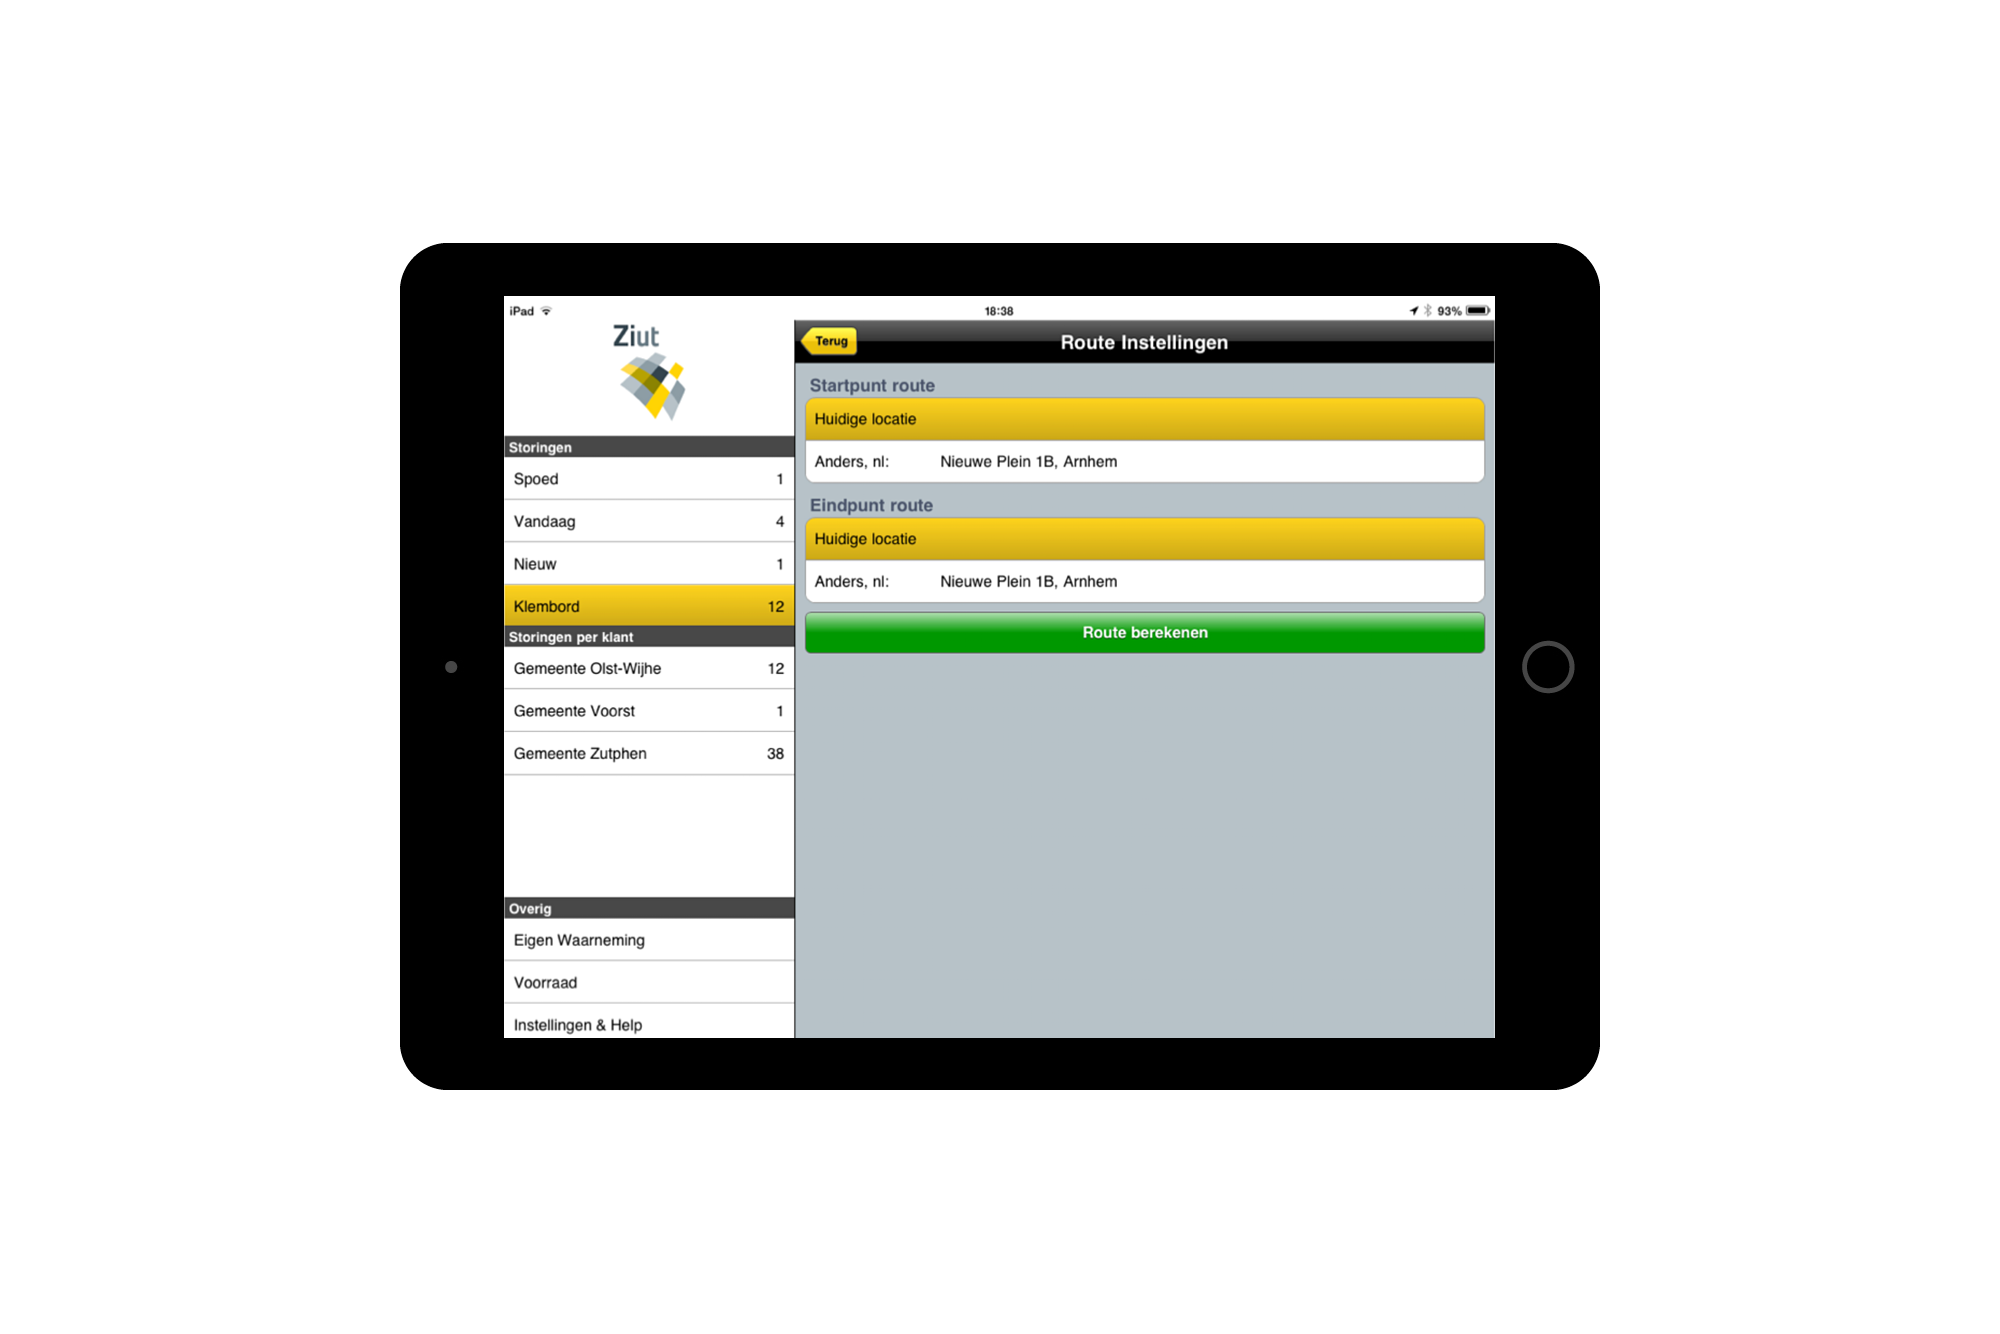 iPad 18:38 93%
Ziut
Storingen
Spoed 1
Vandaag 4
Nieuw 1
Klembord 12
Storingen per klant
Gemeente Olst-Wijhe 12
Gemeente Voorst 1
Gemeente Zutphen 38
Overig
Eigen Waarneming
Voorraad
Instellingen & Help
Terug Route Instellingen
Startpunt route
Huidige locatie
Anders, nl: Nieuwe Plein 1B, Arnhem
Eindpunt route
Huidige locatie
Anders, nl: Nieuwe Plein 1B, Arnhem
Route berekenen